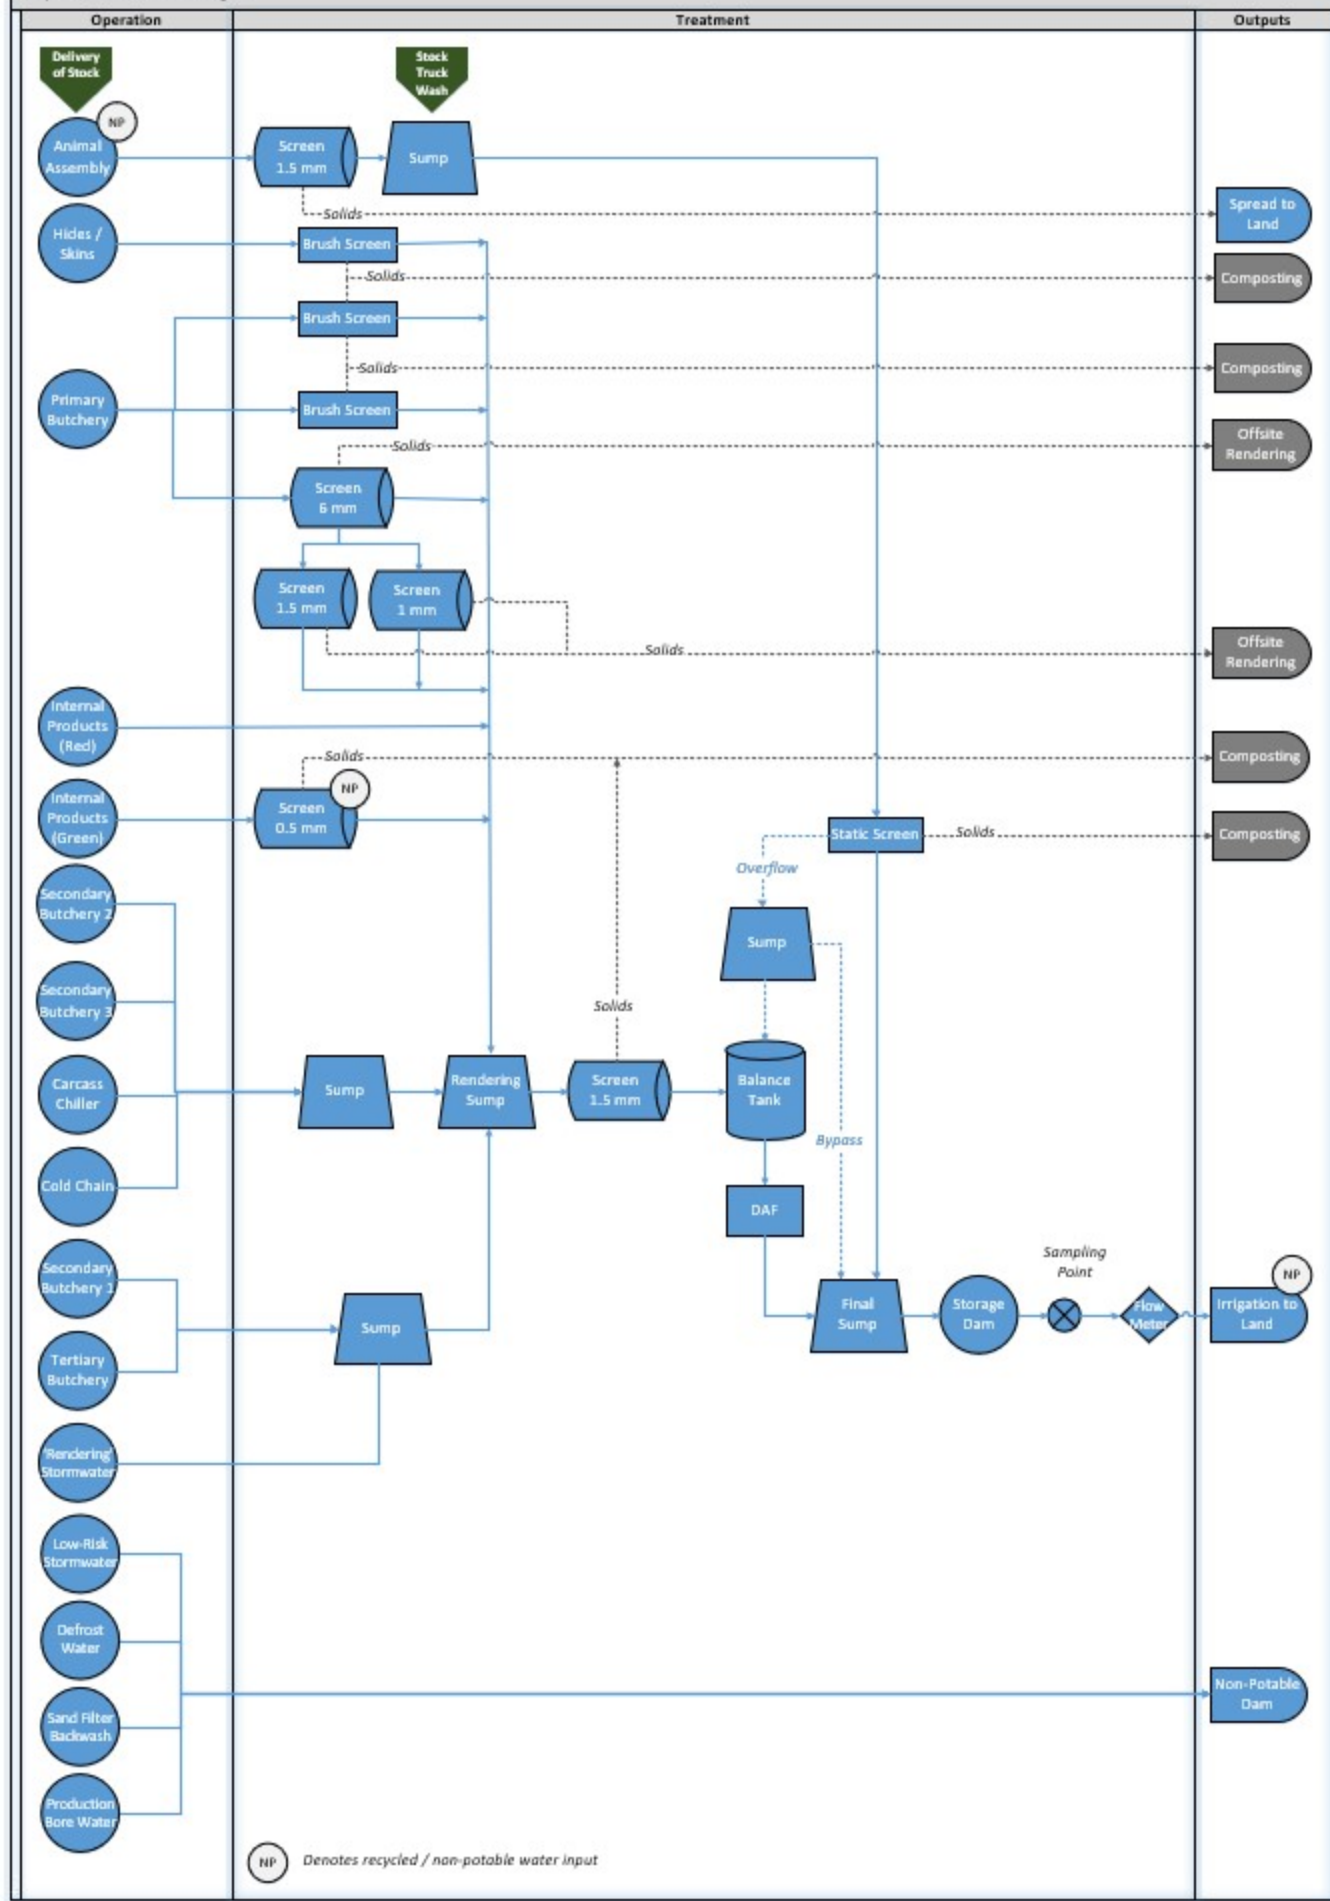 Operation
Treatment
Outputs
Delivery
of Stock
Stock
Truck
Wash
NP
Animal
Assembly
Screen
1.5 mm
Sump
Solids
Spread to
Land
Hides /
Skins
Brush Screen
Solids
Composting
Brush Screen
Solids
Composting
Primary
Butchery
Brush Screen
Solids
Offsite
Rendering
Screen
6 mm
Screen
1.5 mm
Screen
1 mm
Solids
Offsite
Rendering
Internal
Products
(Red)
Solids
Composting
NP
Internal
Products
(Green)
Screen
0.5 mm
Static Screen
Solids
Composting
Overflow
Secondary
Butchery 2
Sump
Secondary
Butchery 3
Solids
Carcass
Chiller
Sump
Rendering
Sump
Screen
1.5 mm
Balance
Tank
Bypass
Cold Chain
DAF
Secondary
Butchery 1
Sampling
Point
NP
Sump
Final
Sump
Storage
Dam
Flow
Meter
Irrigation to
Land
Tertiary
Butchery
'Rendering'
Stormwater
Low-Risk
Stormwater
Defrost
Water
Non-Potable
Dam
Sand Filter
Backwash
Production
Bore Water
NP
Denotes recycled / non-potable water input